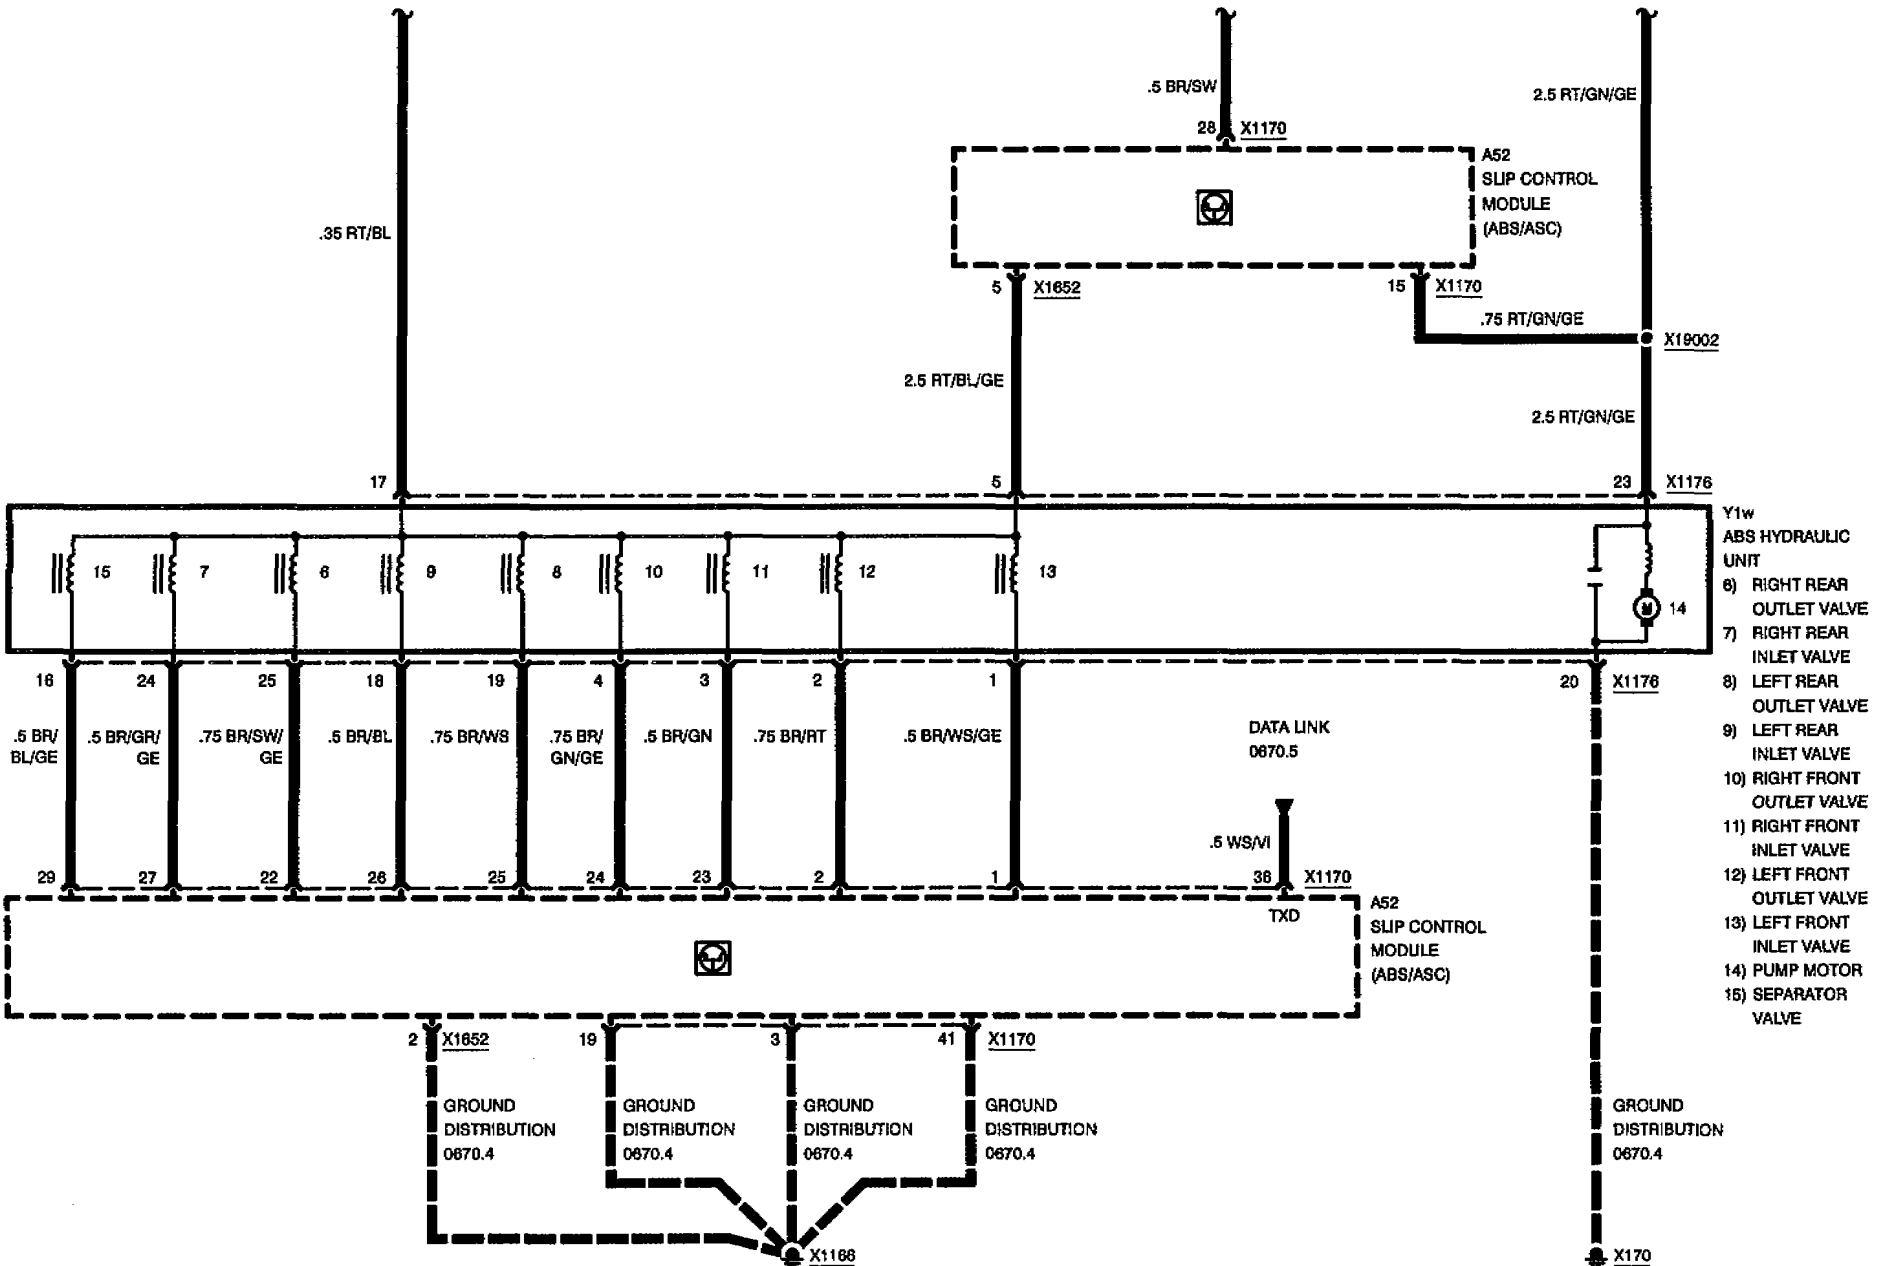 .5 BR/SW
2.5 RT/GN/GE
28 X1170
A52
SLIP CONTROL
MODULE
(ABS/ASC)
.35 RT/BL
5 X1652
15 X1170
.75 RT/GN/GE
X19002
2.5 RT/BL/GE
2.5 RT/GN/GE
17 5 23 X1176
15 7 6 9 8 10 11 12 13
M 14
Y1w
ABS HYDRAULIC
UNIT
6) RIGHT REAR
OUTLET VALVE
7) RIGHT REAR
INLET VALVE
8) LEFT REAR
OUTLET VALVE
9) LEFT REAR
INLET VALVE
10) RIGHT FRONT
OUTLET VALVE
11) RIGHT FRONT
INLET VALVE
12) LEFT FRONT
OUTLET VALVE
13) LEFT FRONT
INLET VALVE
14) PUMP MOTOR
15) SEPARATOR
VALVE
16 24 25 18 19 4 3 2 1 20 X1176
.5 BR/
BL/GE
.5 BR/GR/
GE
.75 BR/SW/
GE
.5 BR/BL
.75 BR/WS
.75 BR/
GN/GE
.5 BR/GN
.75 BR/RT
.5 BR/WS/GE
DATA LINK
0670.5
.5 WS/VI
29 27 22 26 25 24 23 2 1 36 X1170
TXD
A52
SLIP CONTROL
MODULE
(ABS/ASC)
2 X1652
19 3 41 X1170
GROUND
DISTRIBUTION
0670.4
GROUND
DISTRIBUTION
0670.4
GROUND
DISTRIBUTION
0670.4
GROUND
DISTRIBUTION
0670.4
GROUND
DISTRIBUTION
0670.4
X1166
X170